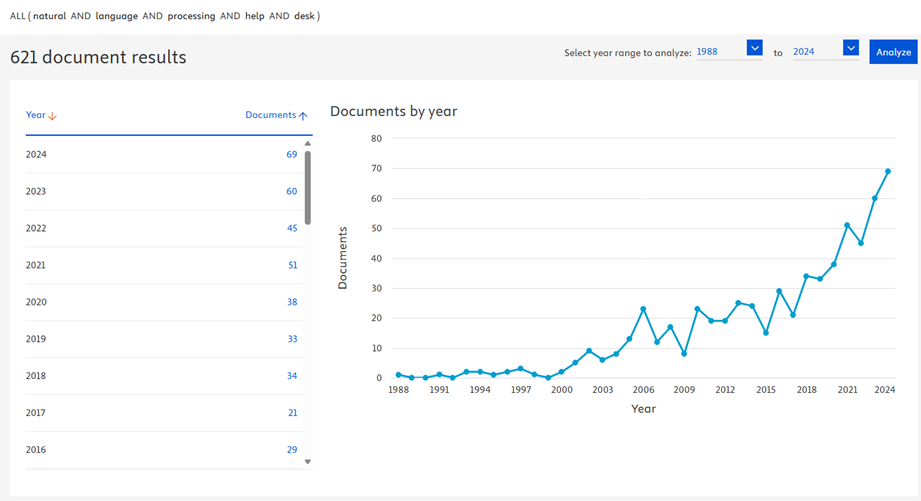 ALL ( natural AND language AND processing AND help AND desk )
621 document results
Select year range to analyze: 1988 to 2024 Analyze
Year Documents
2024 69
2023 60
2022 45
2021 51
2020 38
2019 33
2018 34
2017 21
2016 29
Documents by year
80
70
60
50
40
30
20
10
0
Documents
1988 1991 1994 1997 2000 2003 2006 2009 2012 2015 2018 2021 2024
Year